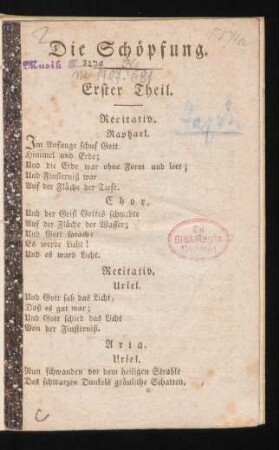 Die Schöpfung.
Musik
Erster Theil.
Recitativ.
Raphael.
Im Anfange schuf Gott
Himmel und Erde;
Und die Erde war ohne Form und leer;
Und Finsterniß war
Auf der Fläche der Tiefe.
Chor.
Und der Geist Gottes schwebte
Auf der Fläche der Wasser;
Und Gott sprach:
Es werde Licht!
Und es ward Licht.
Recitativ.
Uriel.
Und Gott sah das Licht,
Daß es gut war;
Und Gott schied das Licht
Von der Finsterniß.
Aria.
Uriel.
Nun schwanden vor dem heiligen Strahle
Des schwarzen Dunkels gräuliche Schatten.